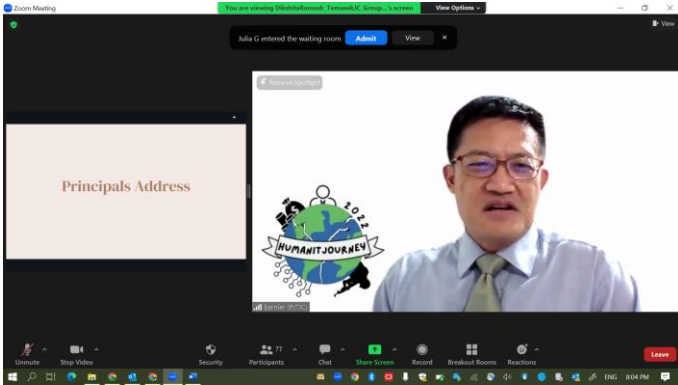 Zoom Meeting
You are viewing DikshitaRamesh_TemasekJC_Group...'s screen
View Options
View
Julia G entered the waiting room
Admit
View
Remove Spotlight
Principals Address
2022
HUMANITJOURNEY
Unmute
Stop Video
Security
77
Participants
Chat
Share Screen
Record
Breakout Rooms
Reactions
Leave
ENG
8:04 PM